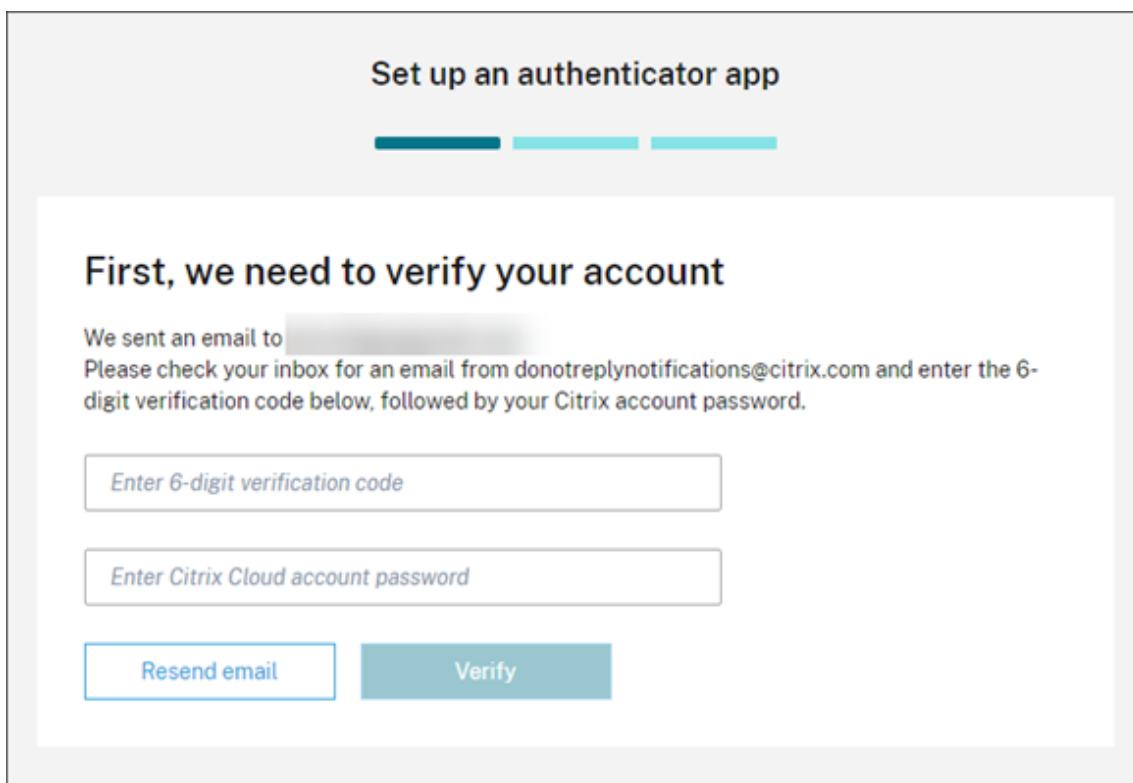 Set up an authenticator app
First, we need to verify your account
We sent an email to
Please check your inbox for an email from donotreplynotifications@citrix.com and enter the 6-
digit verification code below, followed by your Citrix account password.
Enter 6-digit verification code
Enter Citrix Cloud account password
Resend email
Verify